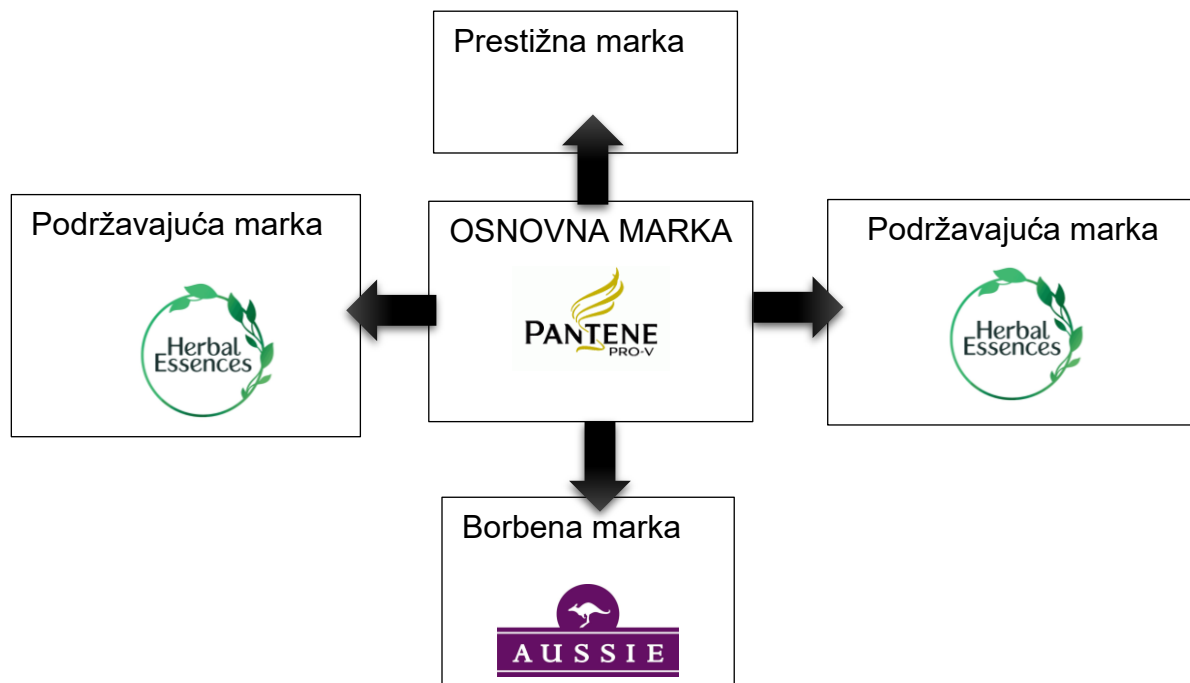 Prestižna marka
Podržavajuća marka
Herbal
Essences
OSNOVNA MARKA
PANTENE
PRO-V
Podržavajuća marka
Herbal
Essences
Borbena marka
AUSSIE